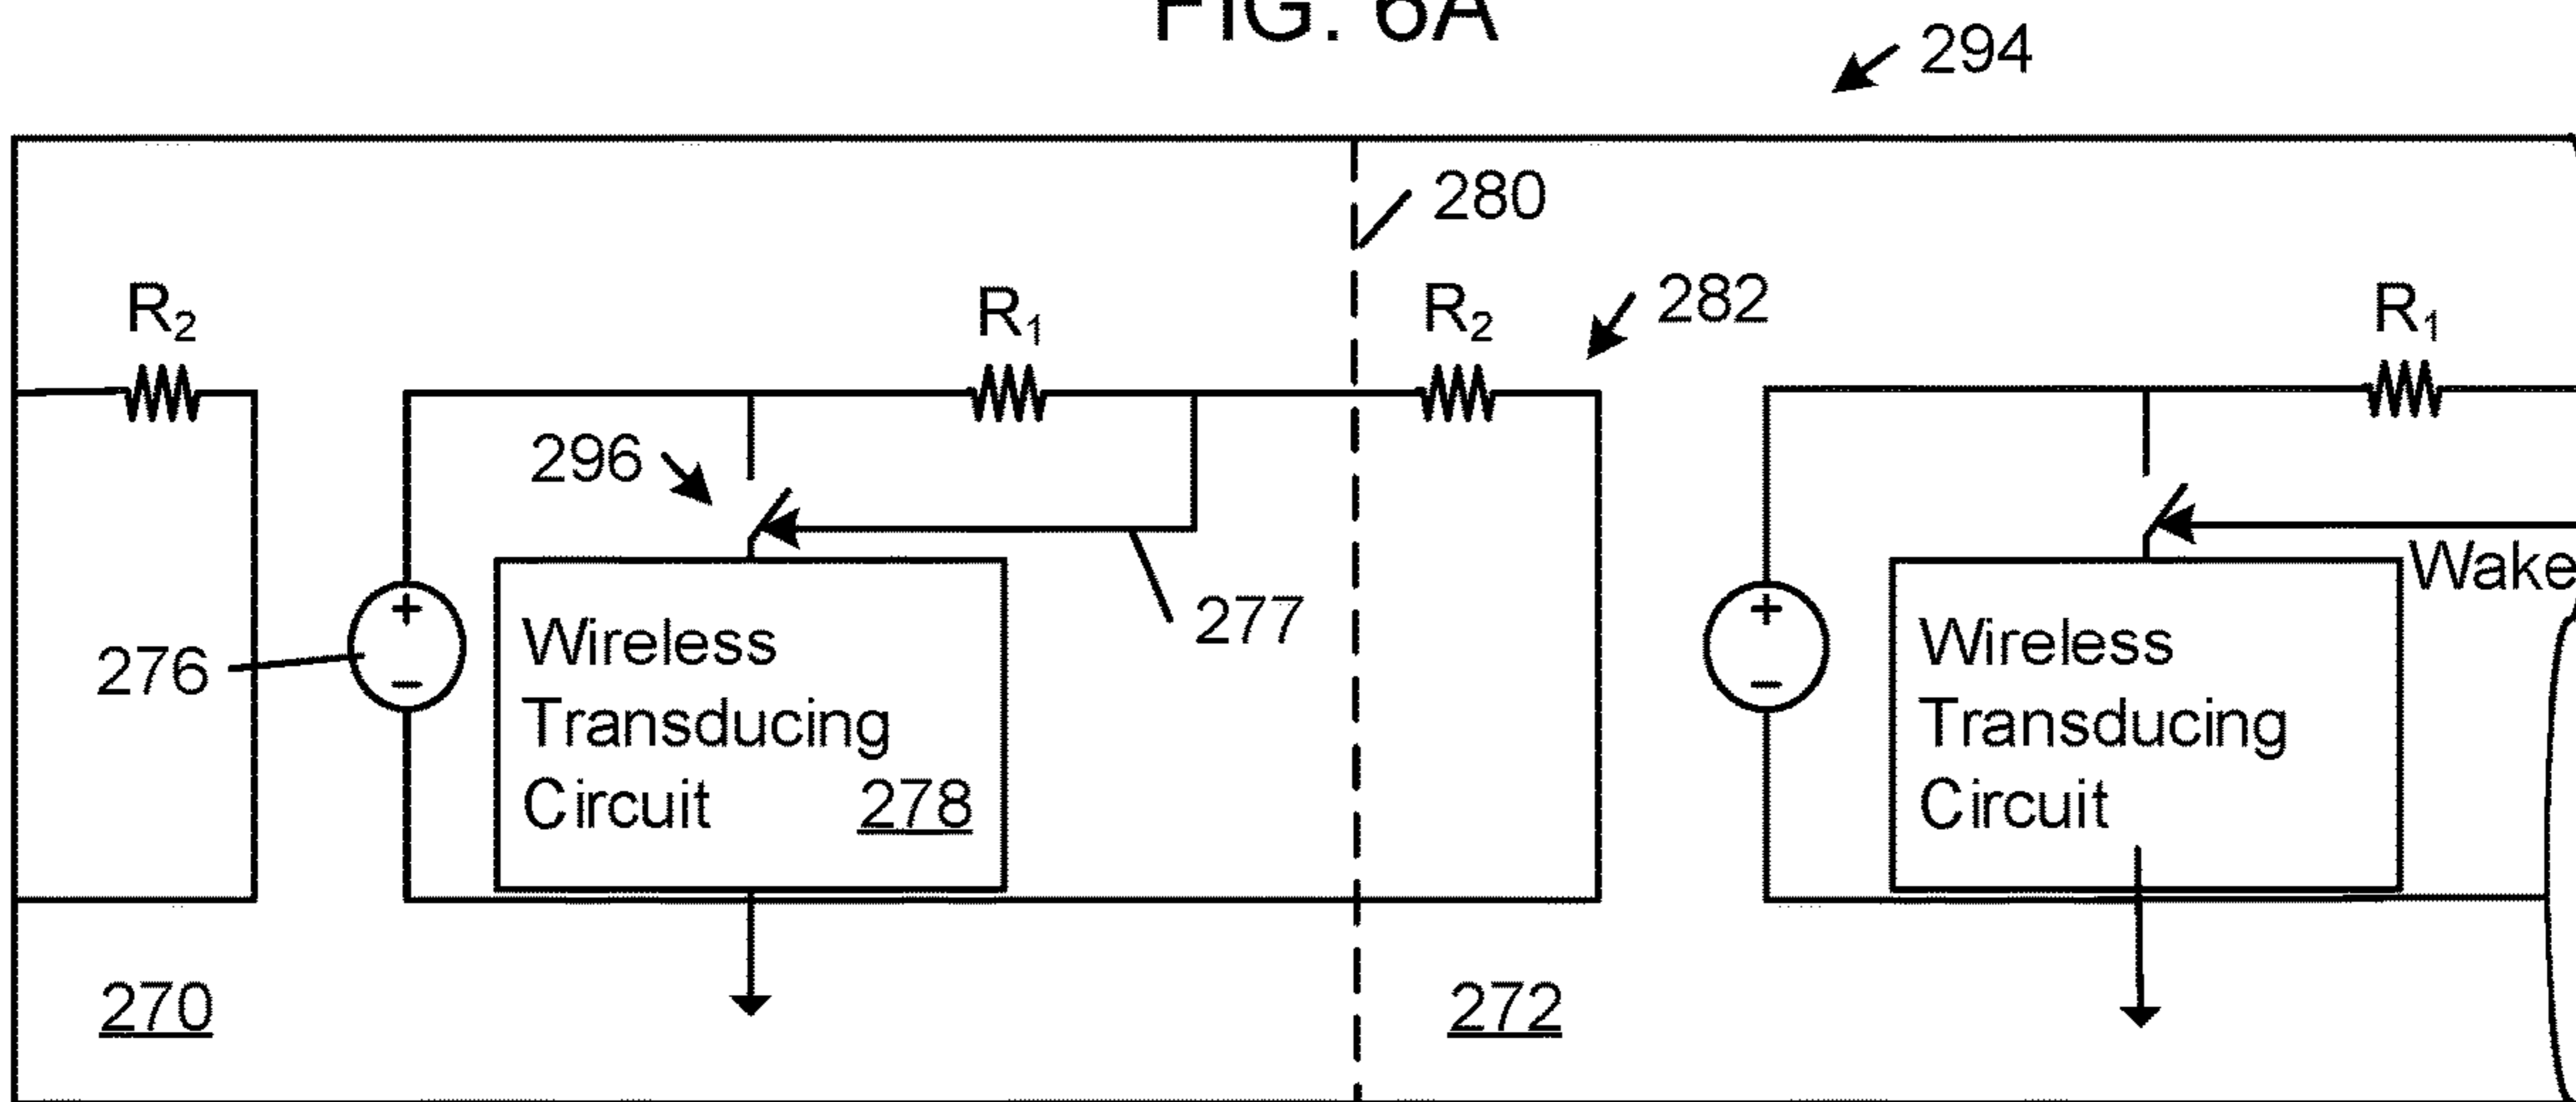 FIG. 6A
294
280
282
R2
R1
R2
R1
296
277
Wake
276
+
−
Wireless
Transducing
Circuit 278
+
−
Wireless
Transducing
Circuit
270
272